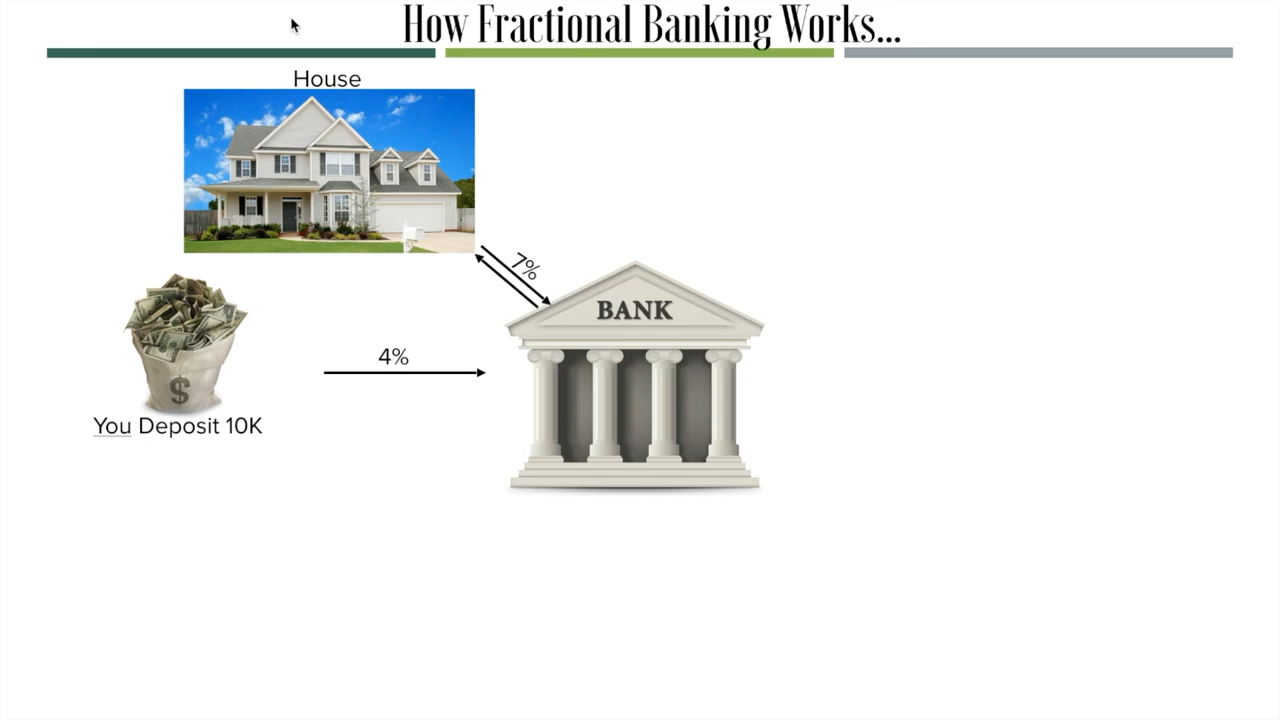 How Fractional Banking Works...
House
7%
BANK
4%
$
You Deposit 10K